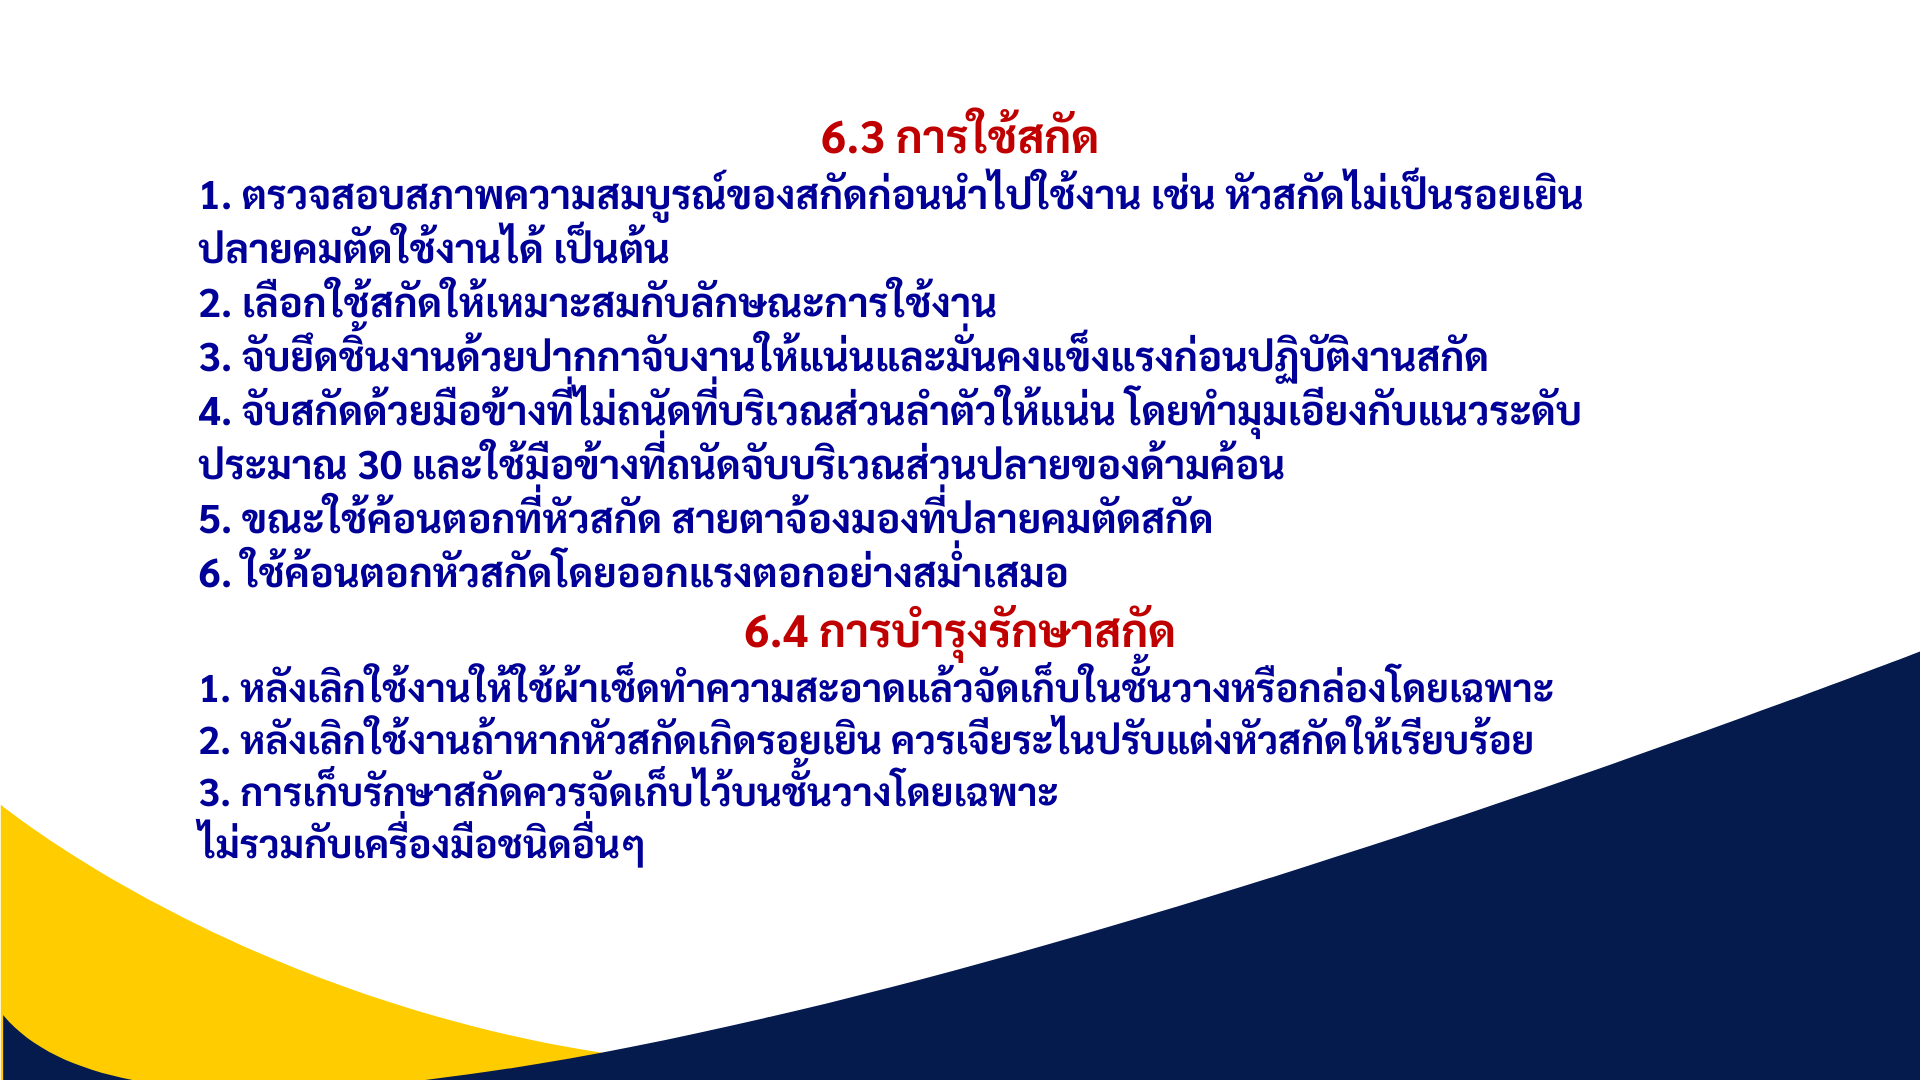 6.3 การใช้สกัด
1. ตรวจสอบสภาพความสมบูรณ์ของสกัดก่อนนำไปใช้งาน เช่น หัวสกัดไม่เป็นรอยเยิน
ปลายคมตัดใช้งานได้ เป็นต้น
2. เลือกใช้สกัดให้เหมาะสมกับลักษณะการใช้งาน
3. จับยึดชิ้นงานด้วยปากกาจับงานให้แน่นและมั่นคงแข็งแรงก่อนปฏิบัติงานสกัด
4. จับสกัดด้วยมือข้างที่ไม่ถนัดที่บริเวณส่วนลำตัวให้แน่น โดยทำมุมเอียงกับแนวระดับ
ประมาณ 30 และใช้มือข้างที่ถนัดจับบริเวณส่วนปลายของด้ามค้อน
5. ขณะใช้ค้อนตอกที่หัวสกัด สายตาจ้องมองที่ปลายคมตัดสกัด
6. ใช้ค้อนตอกหัวสกัดโดยออกแรงตอกอย่างสม่ำเสมอ
6.4 การบำรุงรักษาสกัด
1. หลังเลิกใช้งานให้ใช้ผ้าเช็ดทำความสะอาดแล้วจัดเก็บในชั้นวางหรือกล่องโดยเฉพาะ
2. หลังเลิกใช้งานถ้าหากหัวสกัดเกิดรอยเยิน ควรเจียระไนปรับแต่งหัวสกัดให้เรียบร้อย
3. การเก็บรักษาสกัดควรจัดเก็บไว้บนชั้นวางโดยเฉพาะ
ไม่รวมกับเครื่องมือชนิดอื่นๆ